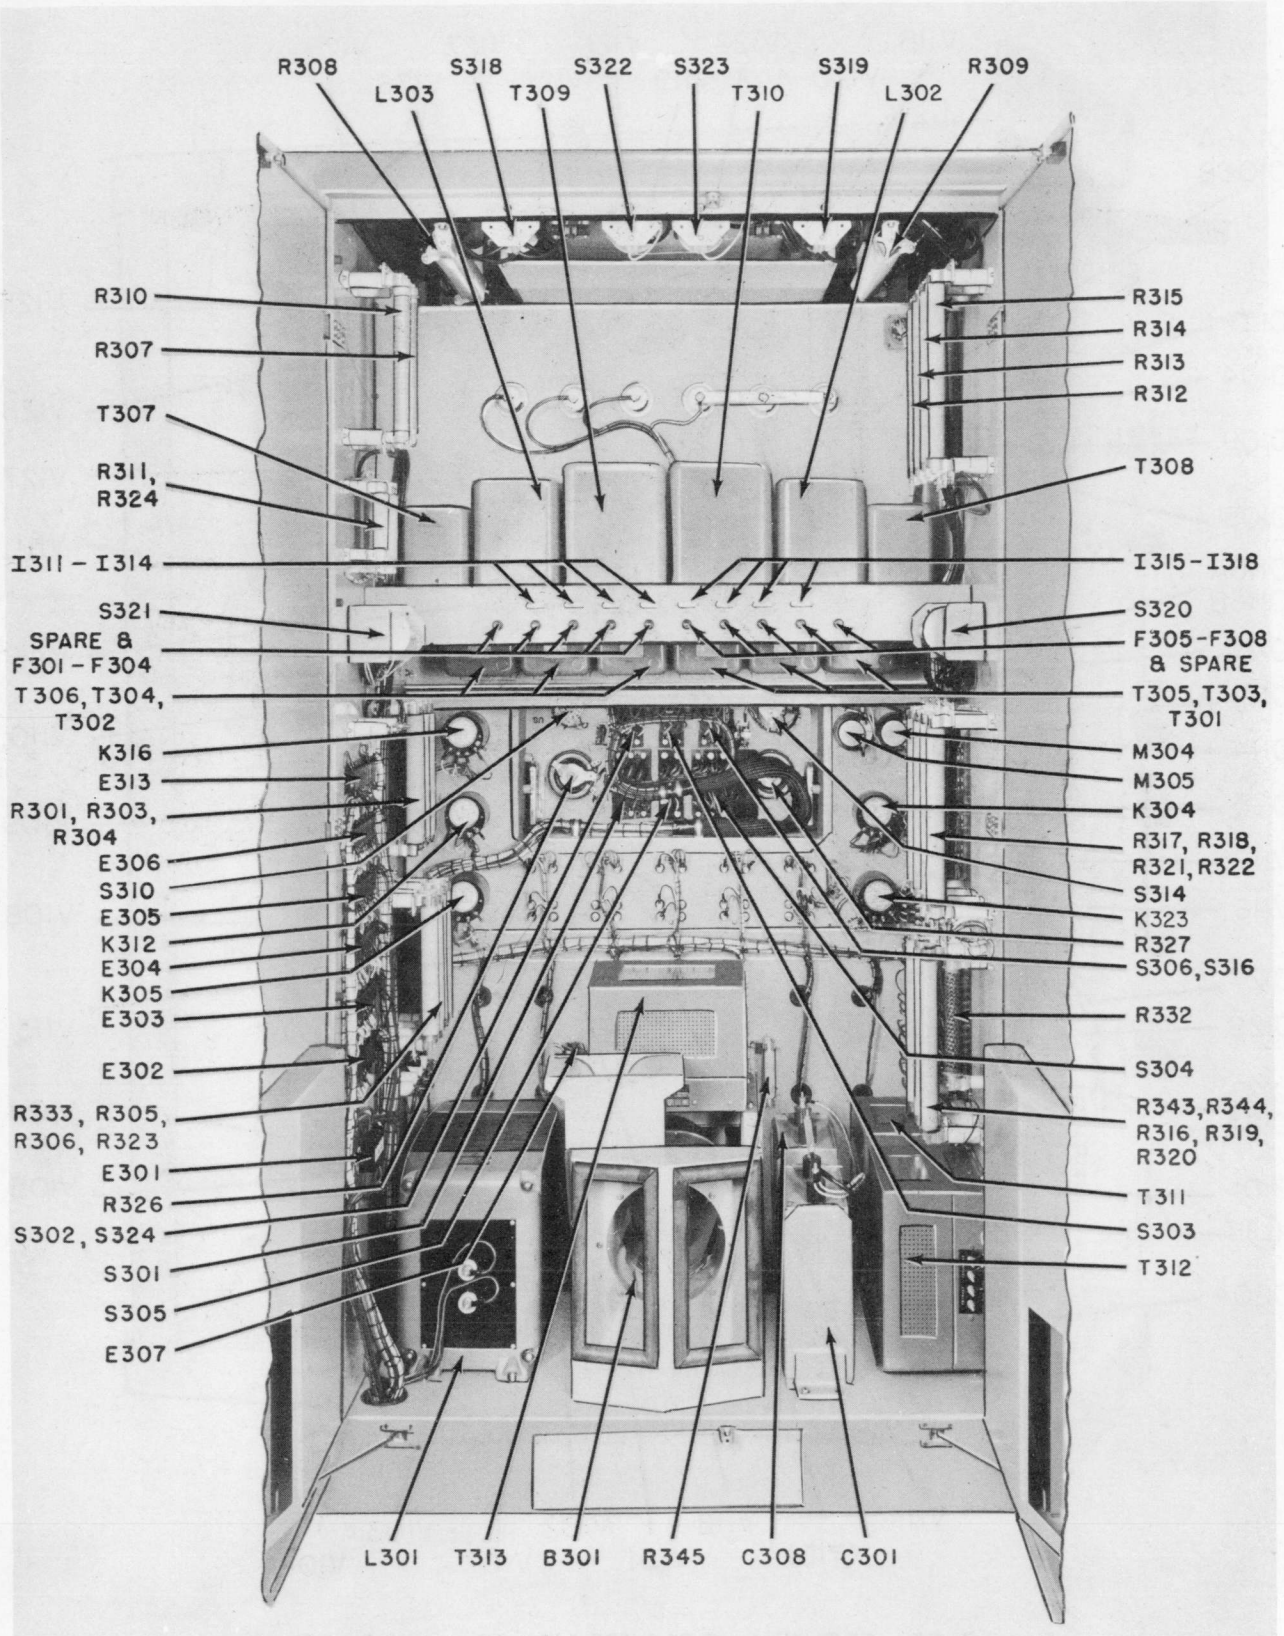 R308 S318 S322 S323 S319 R309
L303 T309 T310 L302
R310
R307
T307
R311,
R324
I311 – I314
S321
SPARE &
F301 – F304
T306, T304,
T302
K316
E313
R301, R303,
R304
E306
S310
E305
K312
E304
K305
E303
E302
R333, R305,
R306, R323
E301
R326
S302, S324
S301
S305
E307
R315
R314
R313
R312
T308
I315 – I318
S320
F305 – F308
& SPARE
T305, T303,
T301
M304
M305
K304
R317, R318,
R321, R322
S314
K323
R327
S306, S316
R332
S304
R343, R344,
R316, R319,
R320
T311
S303
T312
L301 T313 B301 R345 C308 C301